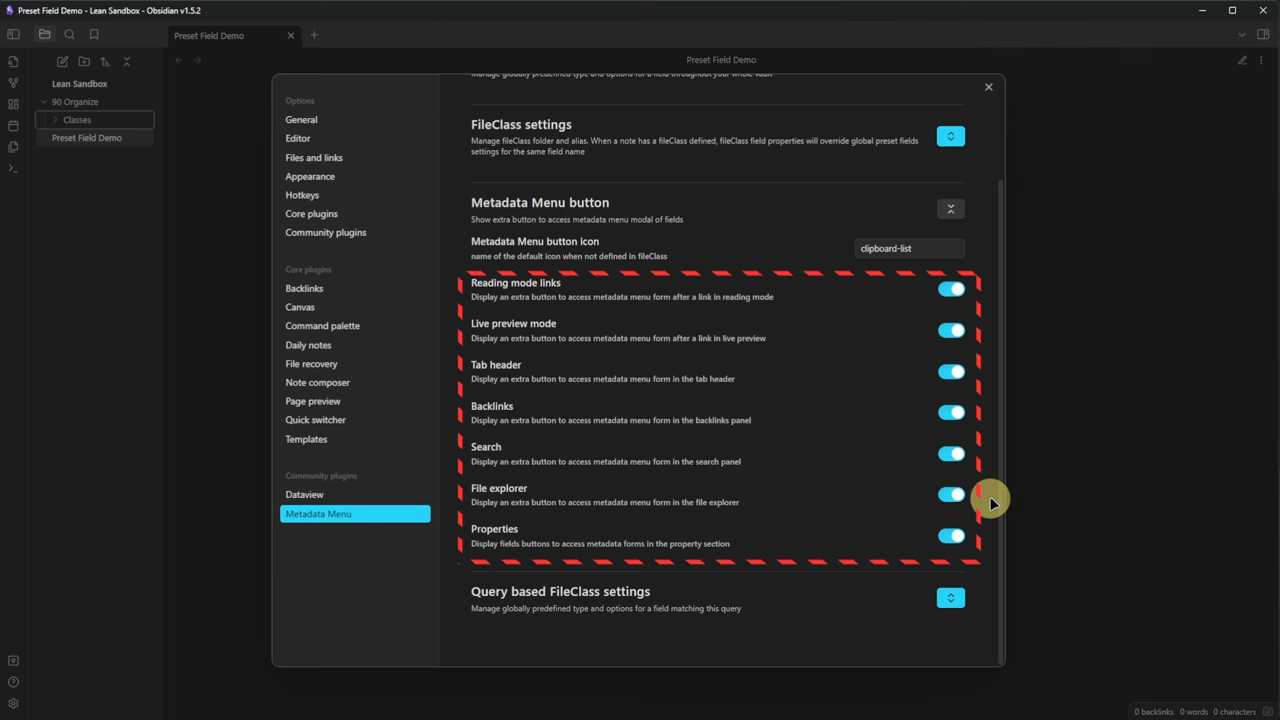 Preset Field Demo - Lean Sandbox - Obsidian v1.5.2
Preset Field Demo
Preset Field Demo
Lean Sandbox
90 Organize
Classes
Preset Field Demo
Options
General
Editor
Files and links
Appearance
Hotkeys
Core plugins
Community plugins
Core plugins
Backlinks
Canvas
Command palette
Daily notes
File recovery
Note composer
Page preview
Quick switcher
Templates
Community plugins
Dataview
Metadata Menu
Manage globally predefined type and options for a field throughout your whole vault
FileClass settings
Manage fileClass folder and alias. When a note has a fileClass defined, fileClass field properties will override global preset fields
settings for the same field name
Metadata Menu button
Show extra button to access metadata menu modal of fields
Metadata Menu button icon
name of the default icon when not defined in fileClass
clipboard-list
Reading mode links
Display an extra button to access metadata menu form after a link in reading mode
Live preview mode
Display an extra button to access metadata menu form after a link in live preview
Tab header
Display an extra button to access metadata menu form in the tab header
Backlinks
Display an extra button to access metadata menu form in the backlinks panel
Search
Display an extra button to access metadata menu form in the search panel
File explorer
Display an extra button to access metadata menu form in the file explorer
Properties
Display fields buttons to access metadata forms in the property section
Query based FileClass settings
Manage globally predefined type and options for a field matching this query
0 backlinks 0 words 0 characters